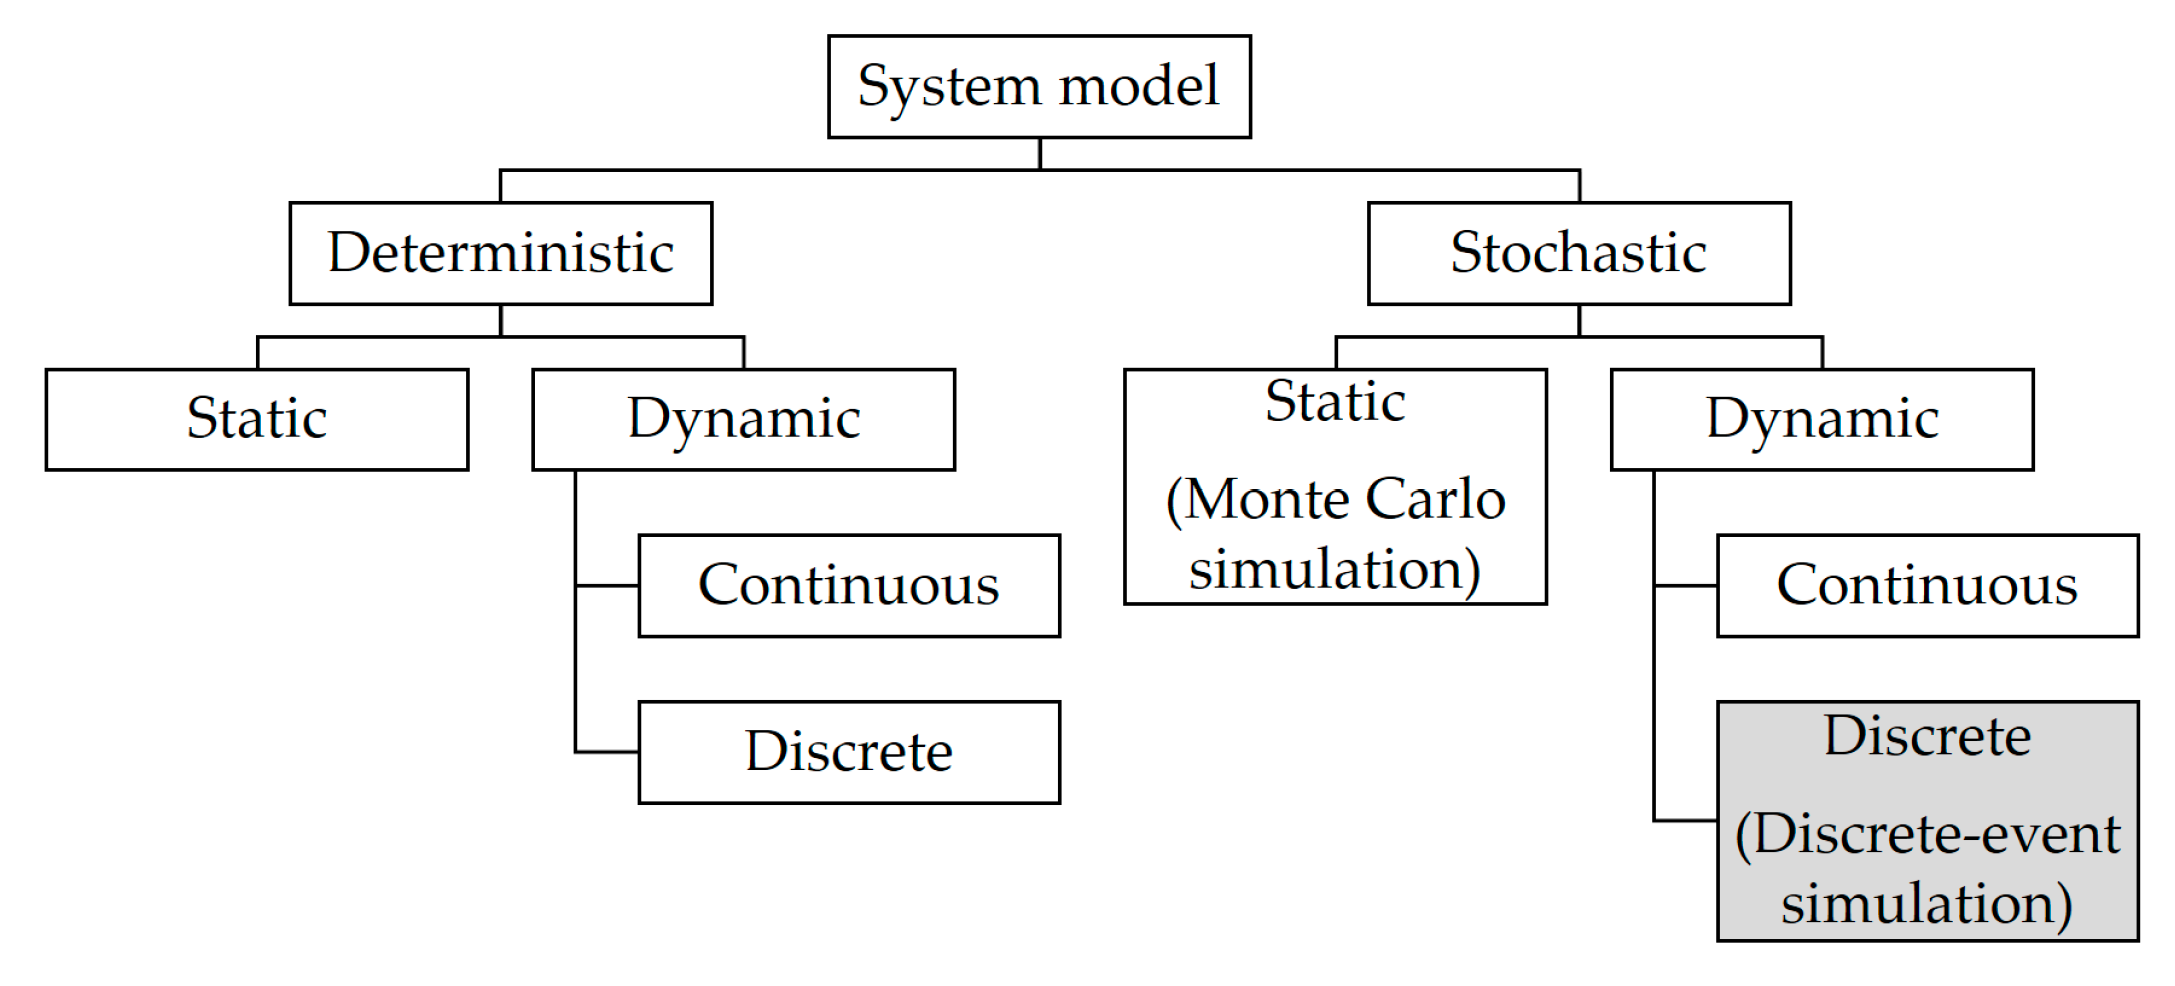 System model
Deterministic
Stochastic
Static
Dynamic
Static
(Monte Carlo
simulation)
Dynamic
Continuous
Discrete
Continuous
Discrete
(Discrete-event
simulation)